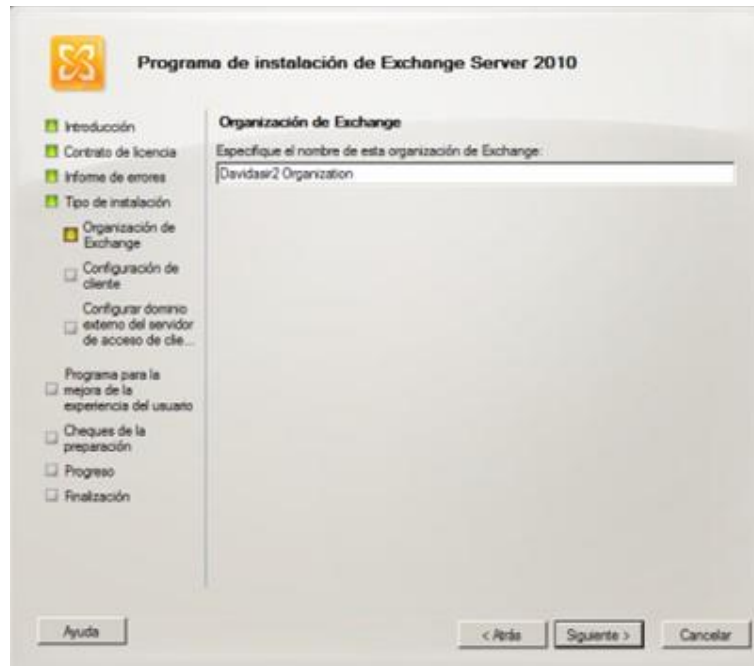 Programa de instalación de Exchange Server 2010
Introducción
Contrato de licencia
Informe de errores
Tipo de instalación
Organización de
Exchange
Configuración de
cliente
Configurar dominio
externo del servidor
de acceso de clie...
Programa para la
mejora de la
experiencia del usuario
Cheques de la
preparación
Progreso
Finalización
Organización de Exchange
Especifique el nombre de esta organización de Exchange:
Davidasir2 Organization
Ayuda
< Atrás
Siguiente >
Cancelar